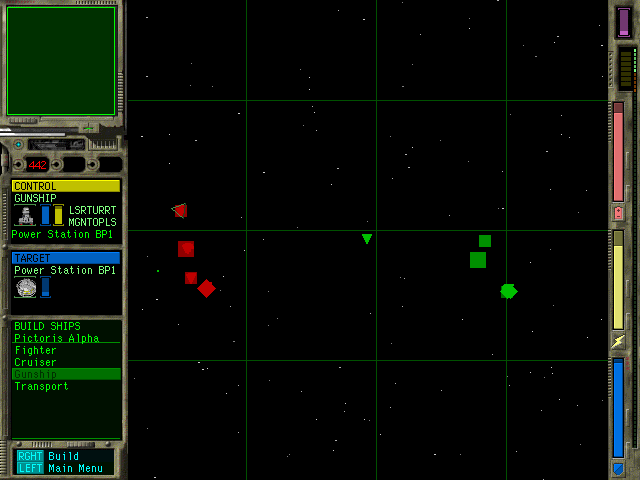 442
CONTROL
GUNSHIP
LSRTURRT
MGNTOPLS
Power Station BP1
TARGET
Power Station BP1
BUILD SHIPS
Pictoris Alpha
Fighter
Cruiser
Gunship
Transport
RGHT Build
LEFT Main Menu